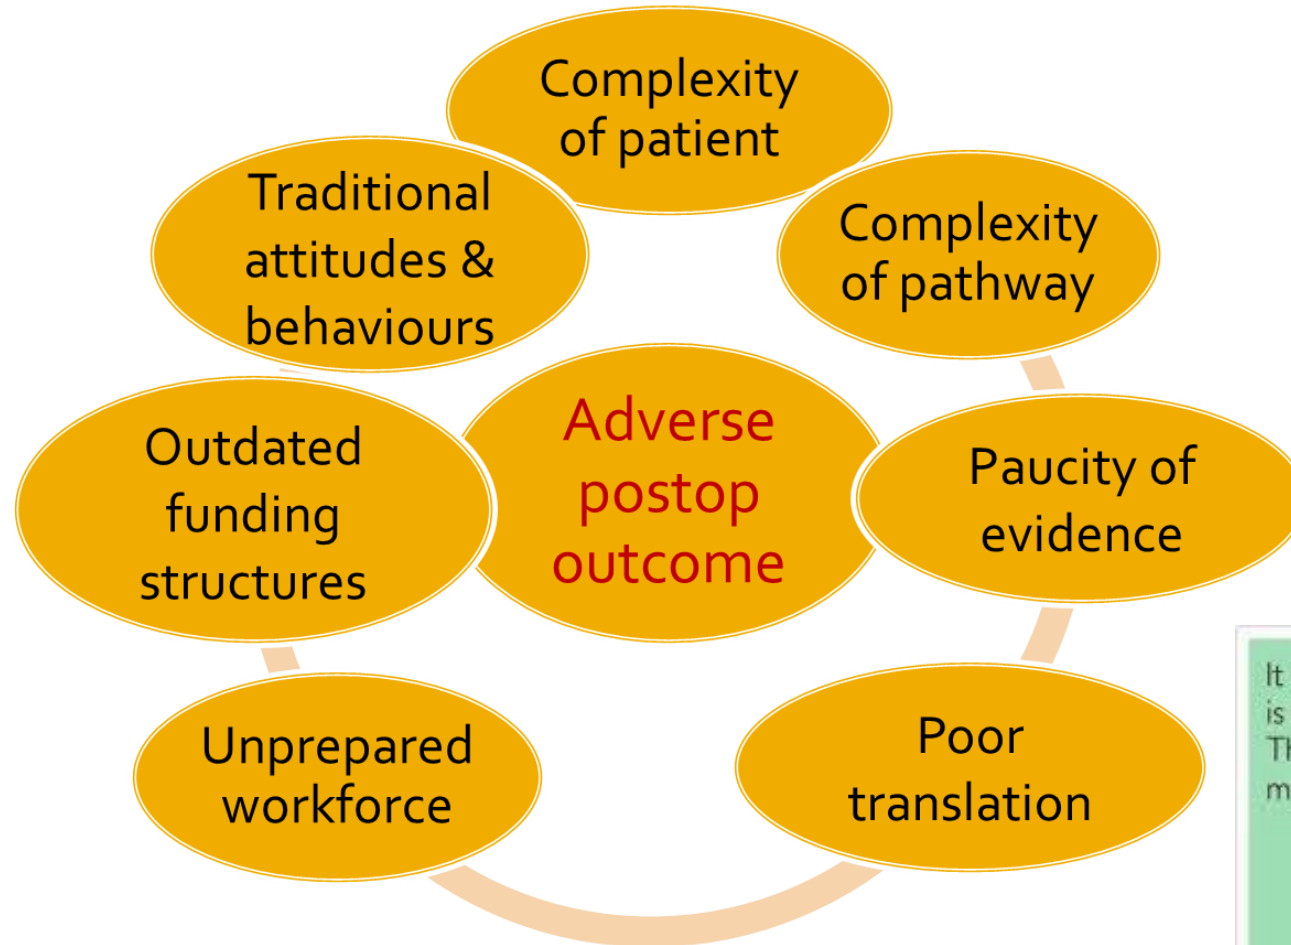 Complexity
of patient
Traditional
attitudes &
behaviours
Complexity
of pathway
Adverse
postop
outcome
Outdated
funding
structures
Paucity of
evidence
Unprepared
workforce
Poor
translation
It
is